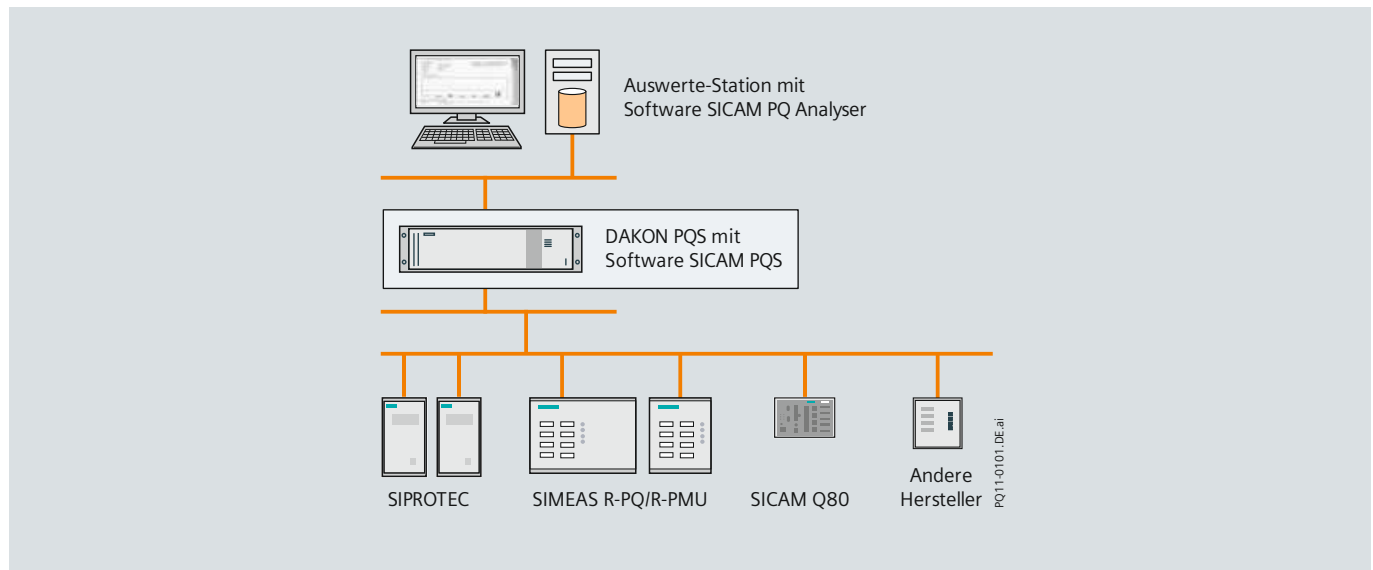 Auswerte-Station mit
Software SICAM PQ Analyser
DAKON PQS mit
Software SICAM PQS
SIPROTEC
SIMEAS R-PQ/R-PMU
SICAM Q80
Andere
Hersteller
PQ11-0101.DE.ai